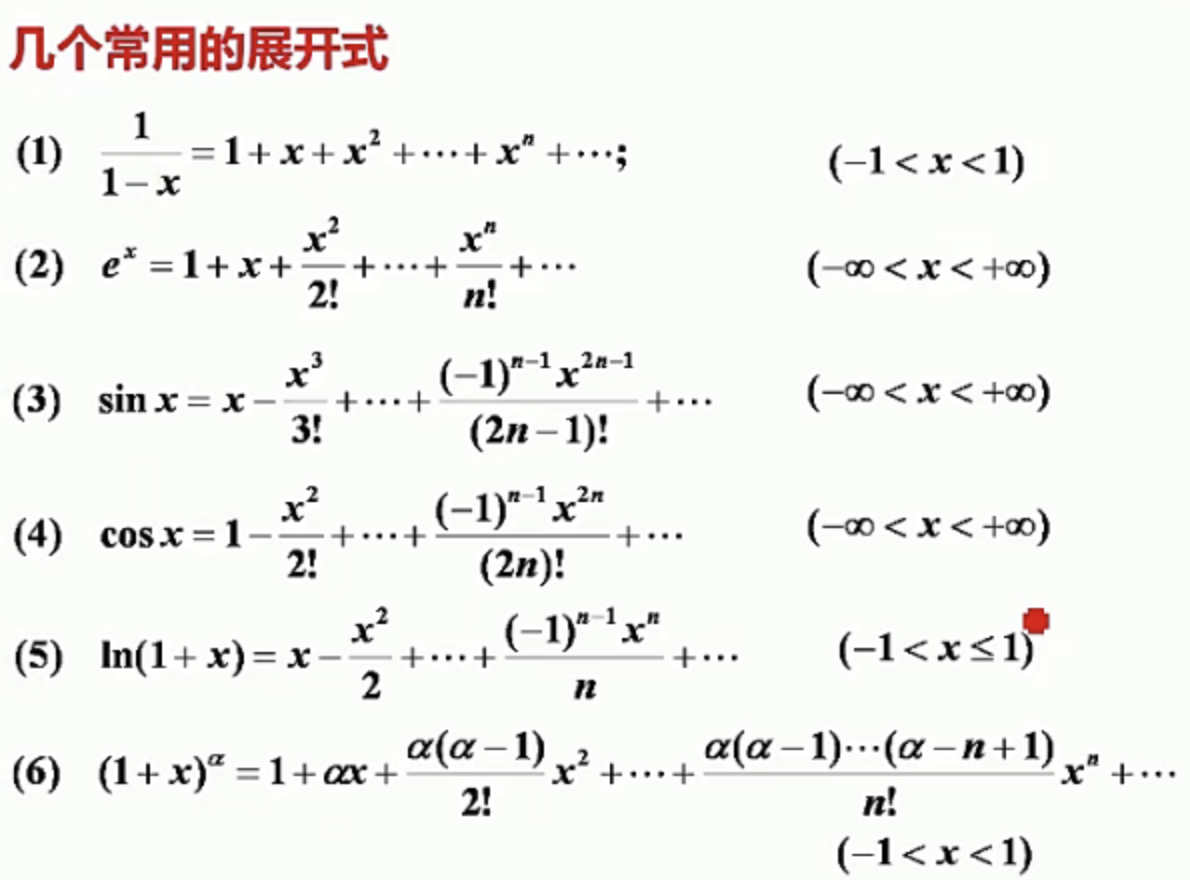 几个常用的展开式
(1) \frac{1}{1-x} = 1 + x + x^2 + \cdots + x^n + \cdots; (-1 < x < 1)
(2) e^x = 1 + x + \frac{x^2}{2!} + \cdots + \frac{x^n}{n!} + \cdots (-\infty < x < +\infty)
(3) \sin x = x - \frac{x^3}{3!} + \cdots + \frac{(-1)^{n-1} x^{2n-1}}{(2n-1)!} + \cdots (-\infty < x < +\infty)
(4) \cos x = 1 - \frac{x^2}{2!} + \cdots + \frac{(-1)^{n-1} x^{2n}}{(2n)!} + \cdots (-\infty < x < +\infty)
(5) \ln(1+x) = x - \frac{x^2}{2} + \cdots + \frac{(-1)^{n-1} x^n}{n} + \cdots (-1 < x \le 1)
(6) (1+x)^\alpha = 1 + \alpha x + \frac{\alpha(\alpha-1)}{2!} x^2 + \cdots + \frac{\alpha(\alpha-1)\cdots(\alpha-n+1)}{n!} x^n + \cdots
(-1 < x < 1)